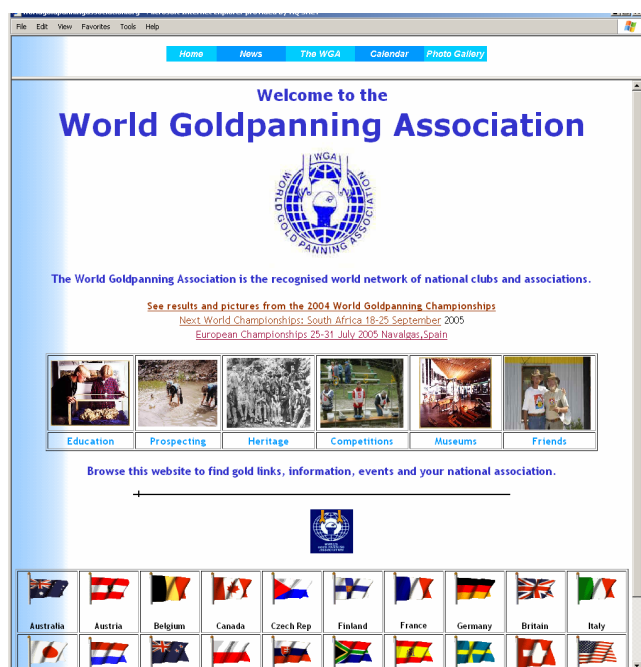 File Edit View Favorites Tools Help
Home News The WGA Calendar Photo Gallery
Welcome to the
World Goldpanning Association
WGA
WORLD GOLD PANNING ASSOCIATION
The World Goldpanning Association is the recognised world network of national clubs and associations.
See results and pictures from the 2004 World Goldpanning Championships
Next World Championships: South Africa 18-25 September 2005
European Championships 25-31 July 2005 Navalgas,Spain
Education Prospecting Heritage Competitions Museums Friends
Browse this website to find gold links, information, events and your national association.
Australia Austria Belgium Canada Czech Rep Finland France Germany Britain Italy